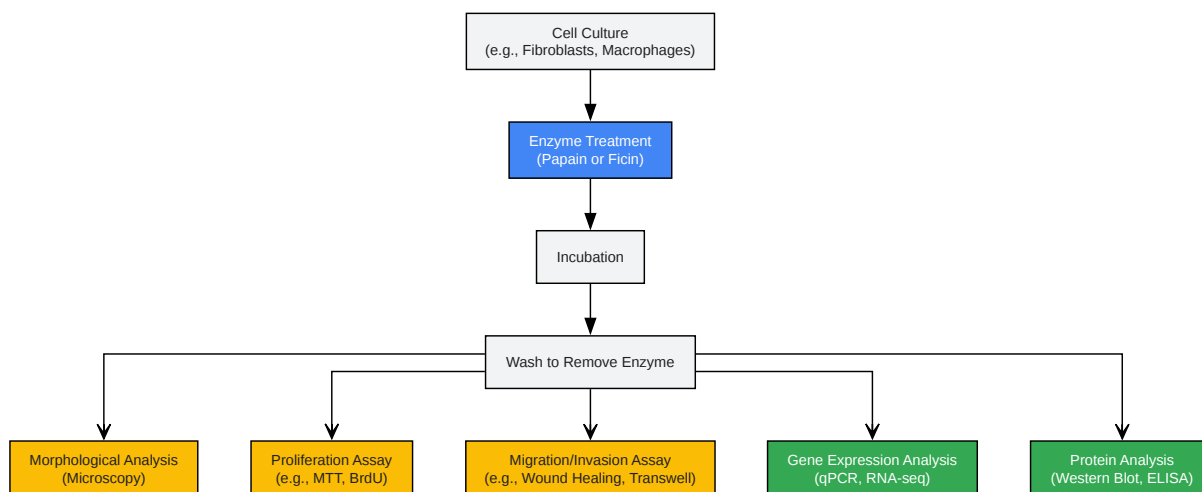 Cell Culture
(e.g., Fibroblasts, Macrophages)
Enzyme Treatment
(Papain or Ficin)
Incubation
Wash to Remove Enzyme
Morphological Analysis
(Microscopy)
Proliferation Assay
(e.g., MTT, BrdU)
Migration/Invasion Assay
(e.g., Wound Healing, Transwell)
Gene Expression Analysis
(qPCR, RNA-seq)
Protein Analysis
(Western Blot, ELISA)